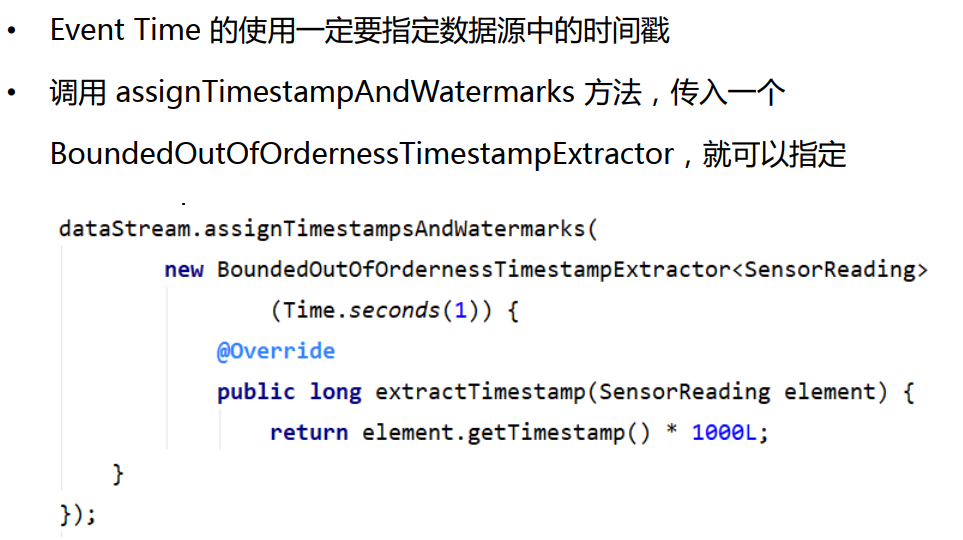 • Event Time 的使用一定要指定数据源中的时间戳
• 调用 assignTimestampAndWatermarks 方法，传入一个
BoundedOutOfOrdernessTimestampExtractor，就可以指定
dataStream.assignTimestampsAndWatermarks(
new BoundedOutOfOrdernessTimestampExtractor<SensorReading>
(Time.seconds(1)) {
@Override
public long extractTimestamp(SensorReading element) {
return element.getTimestamp() * 1000L;
}
});